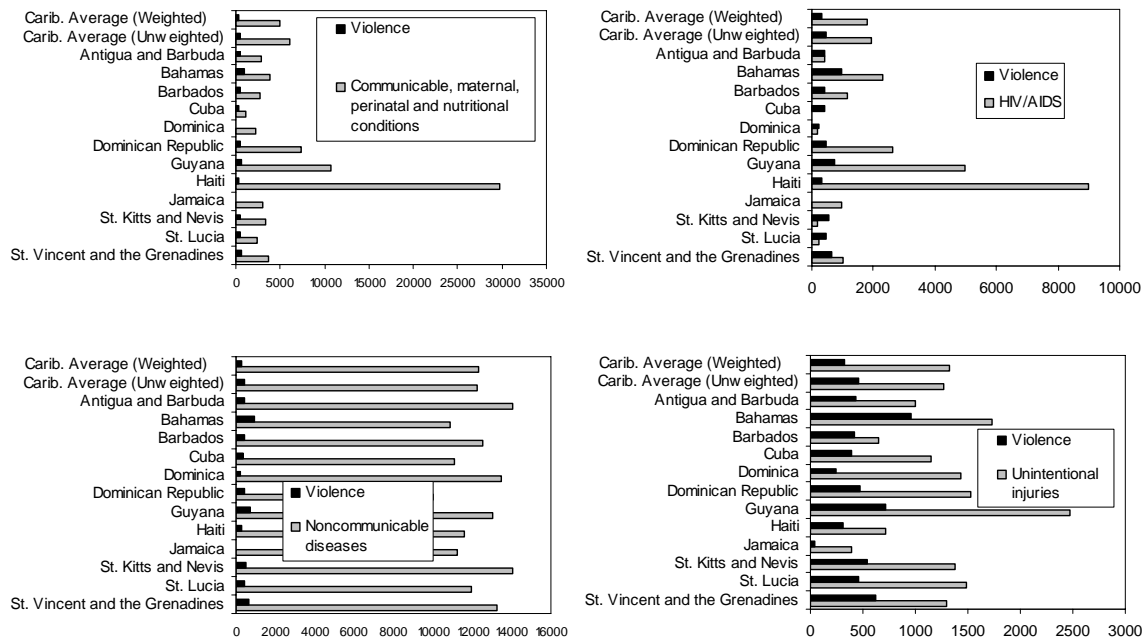 Carib. Average (Weighted)
Carib. Average (Unweighted)
Antigua and Barbuda
Bahamas
Barbados
Cuba
Dominica
Dominican Republic
Guyana
Haiti
Jamaica
St. Kitts and Nevis
St. Lucia
St. Vincent and the Grenadines
0 5000 10000 15000 20000 25000 30000 35000
Violence
Communicable, maternal,
perinatal and nutritional
conditions
Carib. Average (Weighted)
Carib. Average (Unweighted)
Antigua and Barbuda
Bahamas
Barbados
Cuba
Dominica
Dominican Republic
Guyana
Haiti
Jamaica
St. Kitts and Nevis
St. Lucia
St. Vincent and the Grenadines
0 2000 4000 6000 8000 10000
Violence
HIV/AIDS
Carib. Average (Weighted)
Carib. Average (Unweighted)
Antigua and Barbuda
Bahamas
Barbados
Cuba
Dominica
Dominican Republic
Guyana
Haiti
Jamaica
St. Kitts and Nevis
St. Lucia
St. Vincent and the Grenadines
0 2000 4000 6000 8000 10000 12000 14000 16000
Violence
Noncommunicable
diseases
Carib. Average (Weighted)
Carib. Average (Unweighted)
Antigua and Barbuda
Bahamas
Barbados
Cuba
Dominica
Dominican Republic
Guyana
Haiti
Jamaica
St. Kitts and Nevis
St. Lucia
St. Vincent and the Grenadines
0 500 1000 1500 2000 2500 3000
Violence
Unintentional
injuries